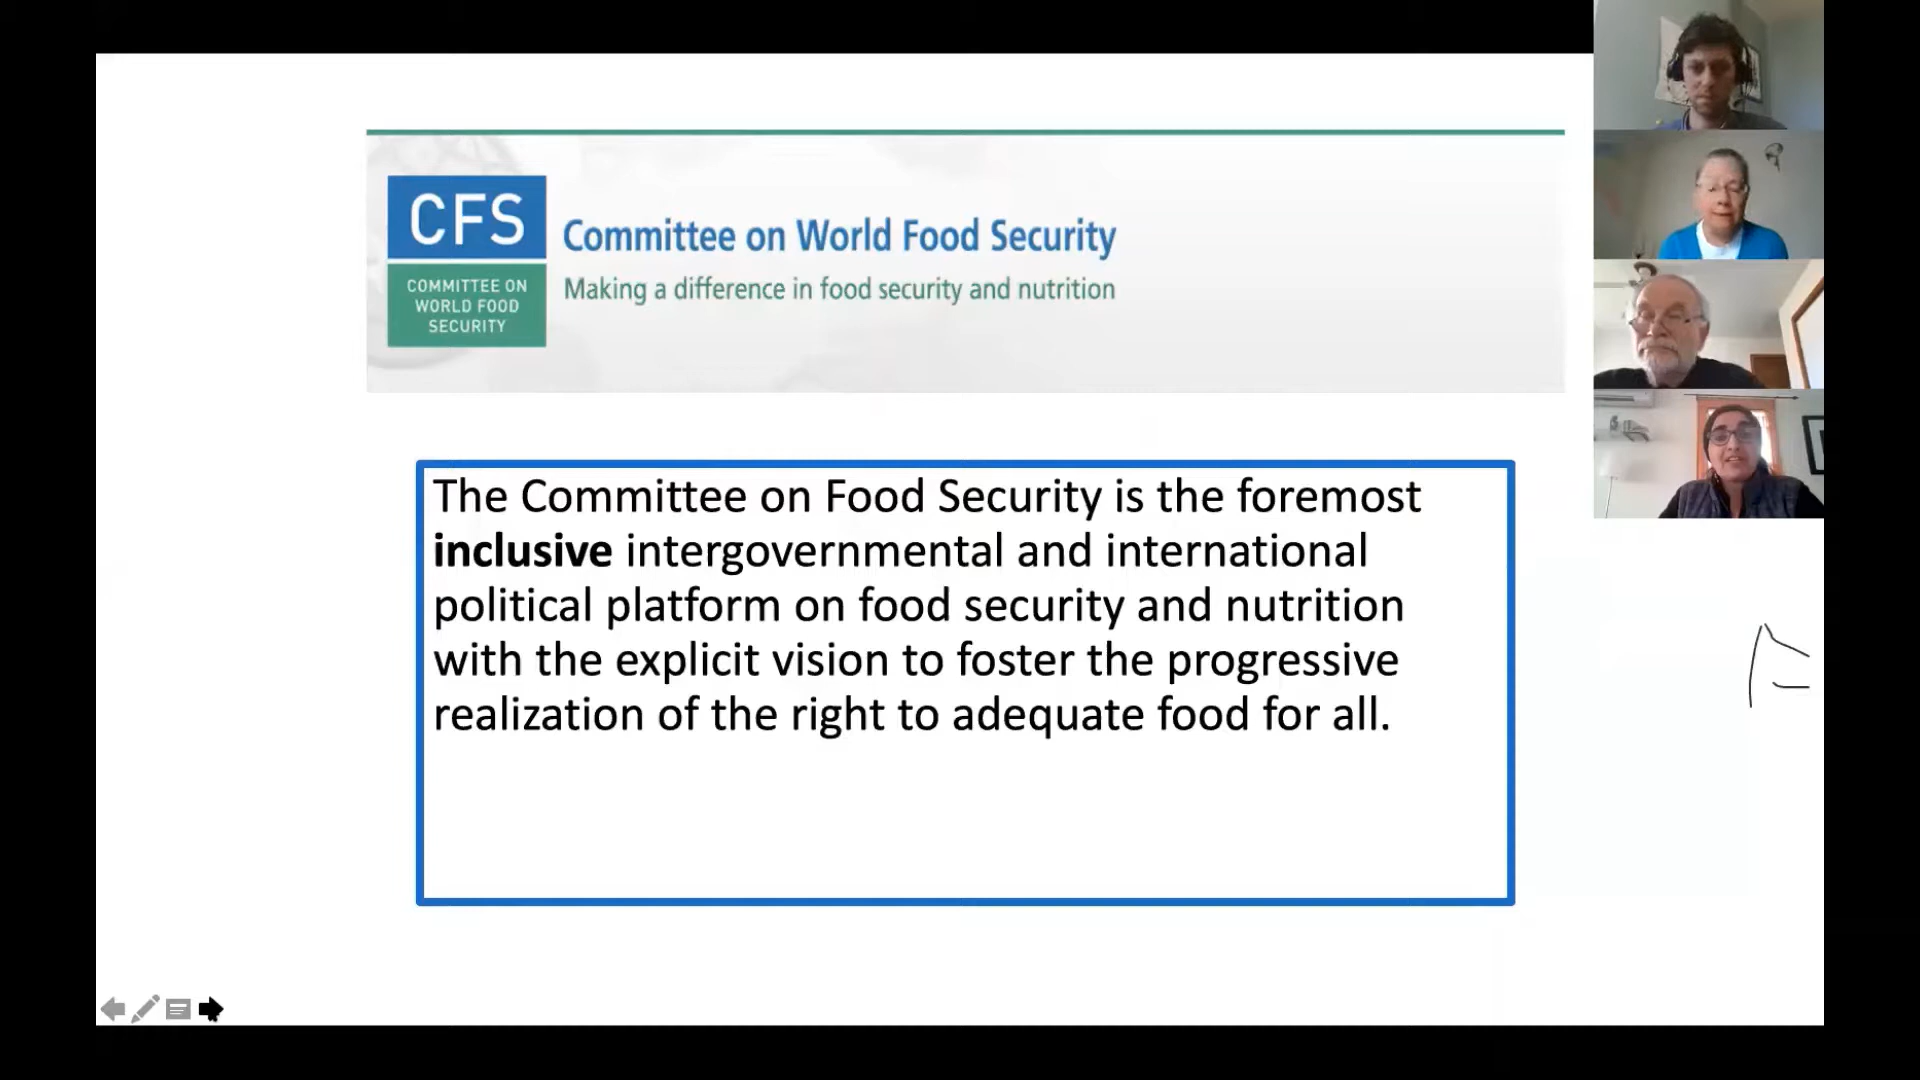 CFS
COMMITTEE ON
WORLD FOOD
SECURITY
Committee on World Food Security
Making a difference in food security and nutrition
The Committee on Food Security is the foremost
inclusive intergovernmental and international
political platform on food security and nutrition
with the explicit vision to foster the progressive
realization of the right to adequate food for all.